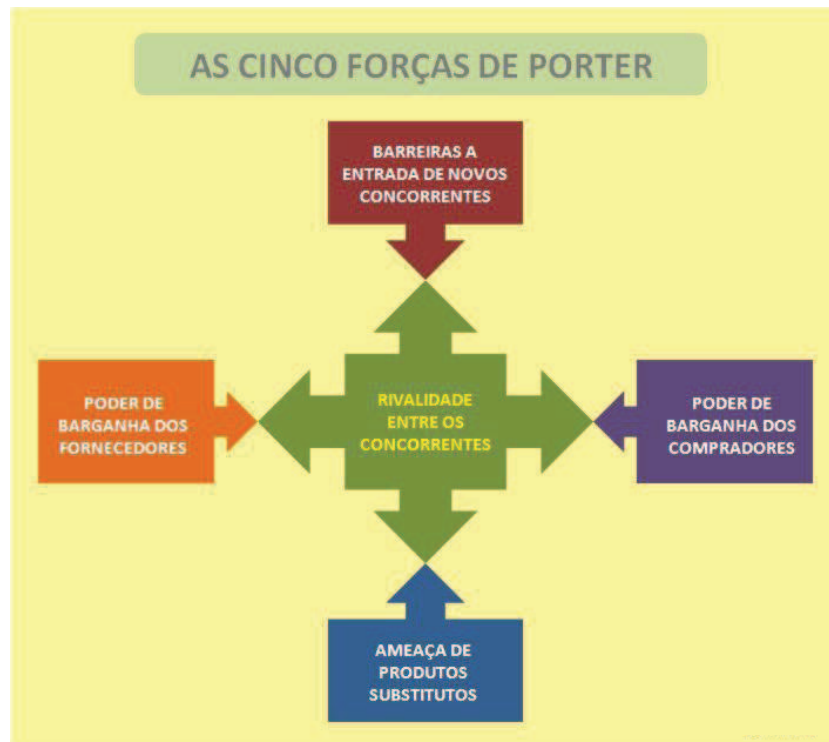 AS CINCO FORÇAS DE PORTER
BARREIRAS A
ENTRADA DE NOVOS
CONCORRENTES
PODER DE
BARGANHA DOS
FORNECEDORES
RIVALIDADE
ENTRE OS
CONCORRENTES
PODER DE
BARGANHA DOS
COMPRADORES
AMEAÇA DE
PRODUTOS
SUBSTITUTOS